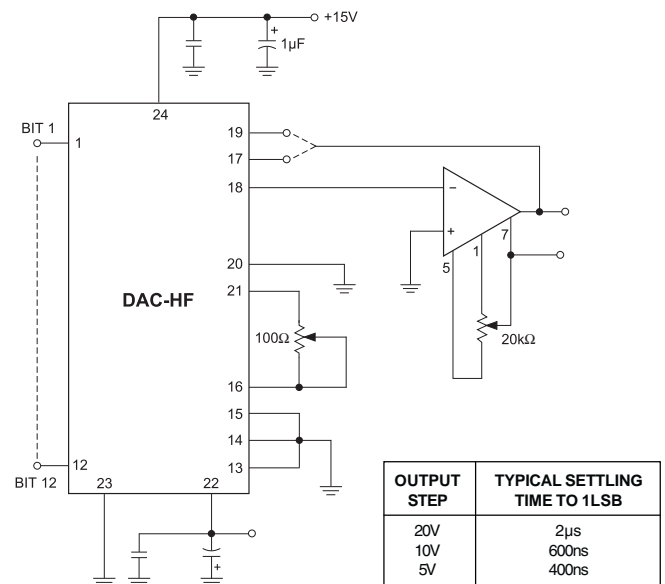 +15V
+
1µF
24
BIT 1
1
19
17
18
−
+
7
1
5
20
21
DAC-HF
100Ω
20kΩ
16
15
14
13
12
BIT 12
23
22
+
OUTPUT STEP
TYPICAL SETTLING TIME TO 1LSB
20V 2µs
10V 600ns
5V 400ns